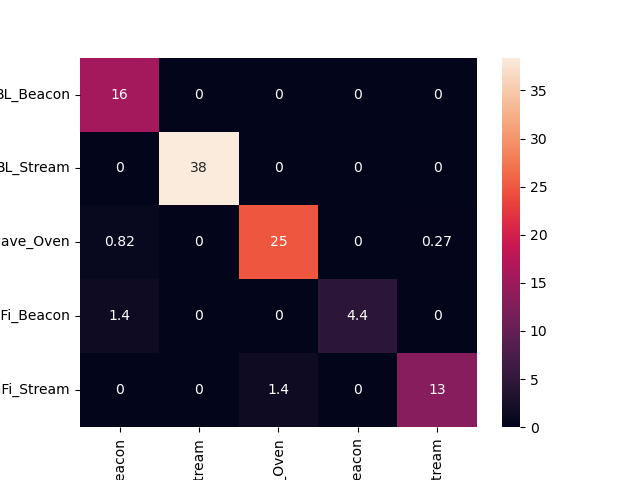 BL_Beacon 16 0 0 0 0
BL_Stream 0 38 0 0 0
ave_Oven 0.82 0 25 0 0.27
Fi_Beacon 1.4 0 0 4.4 0
Fi_Stream 0 0 1.4 0 13
eacon
tream
_Oven
eacon
tream
35
30
25
20
15
10
5
0